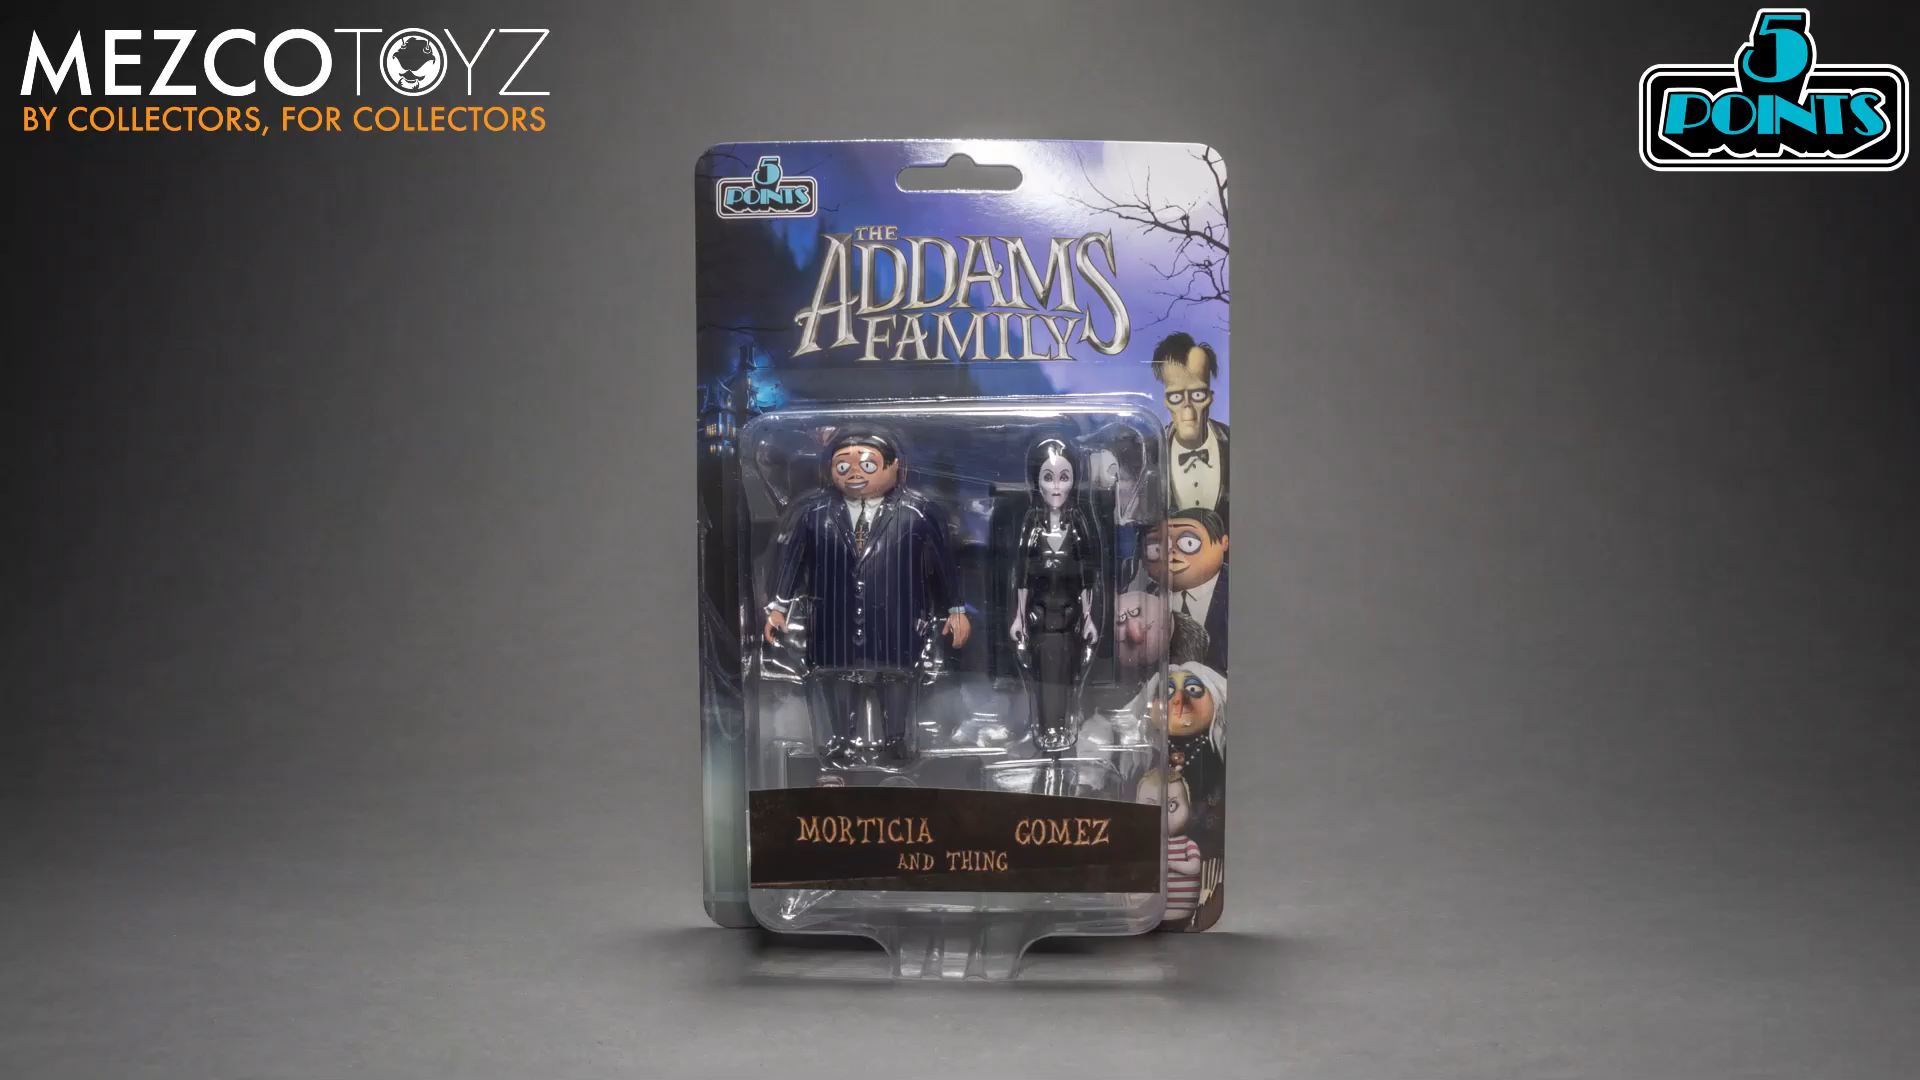 MEZCOTOYZ
BY COLLECTORS, FOR COLLECTORS
5
POINTS
5
POINTS
THE
ADDAMS
FAMILY
MORTICIA GOMEZ
AND THING